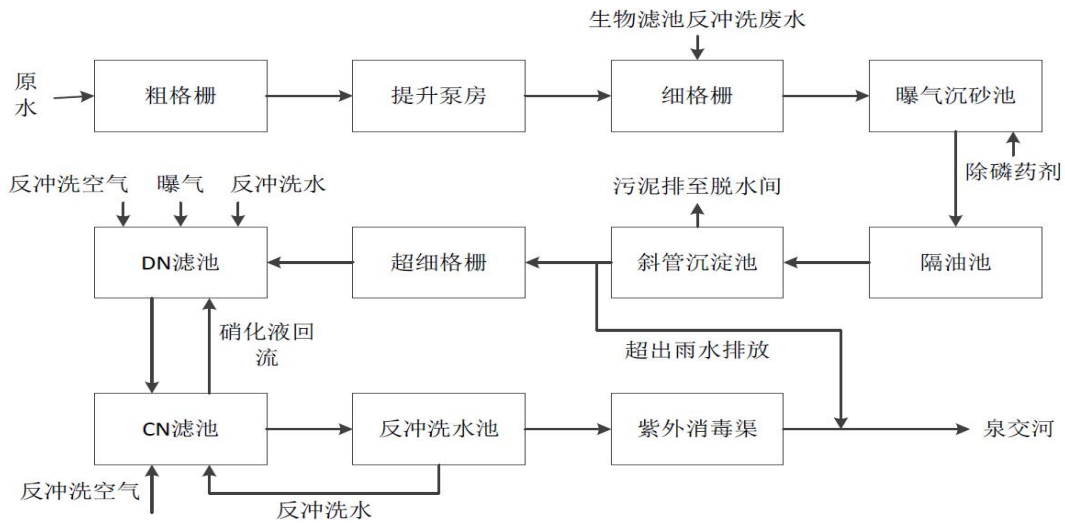 生物滤池反冲洗废水
原
水
粗格栅
提升泵房
细格栅
曝气沉砂池
除磷药剂
反冲洗空气
曝气
反冲洗水
污泥排至脱水间
DN滤池
超细格栅
斜管沉淀池
隔油池
硝化液回
流
超出雨水排放
CN滤池
反冲洗水池
紫外消毒渠
泉交河
反冲洗空气
反冲洗水